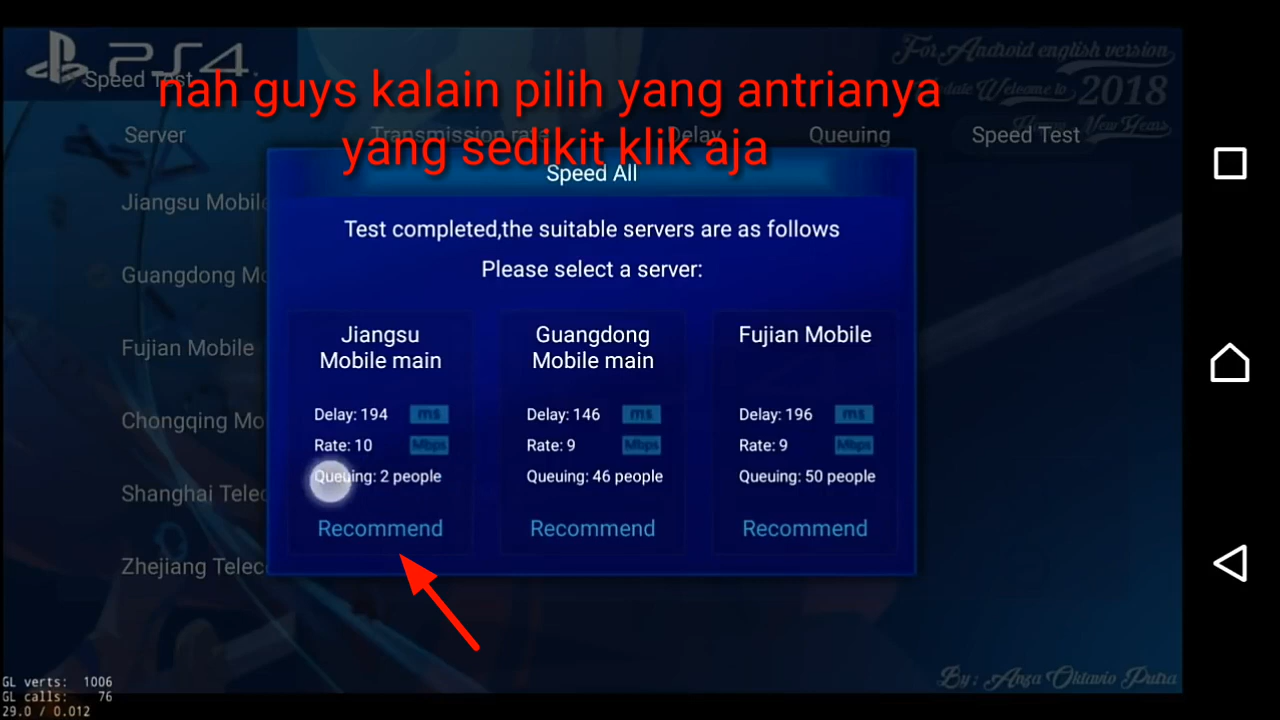 PS4
For Android english version
Speed Test
nah guys kalain pilih yang antrianya
Update Welcome to 2018
yang sedikit klik aja
Happy New Years
Server Transmission rate Delay Queuing Speed Test
Speed All
Test completed,the suitable servers are as follows
Please select a server:
Jiangsu Mobile
Guangdong Mo
Fujian Mobile
Chongqing Mo
Shanghai Telec
Zhejiang Teleco
Jiangsu
Mobile main
Delay: 194 ms
Rate: 10 Mbps
Queuing: 2 people
Recommend
Guangdong
Mobile main
Delay: 146 ms
Rate: 9 Mbps
Queuing: 46 people
Recommend
Fujian Mobile
Delay: 196 ms
Rate: 9 Mbps
Queuing: 50 people
Recommend
GL verts: 1006
GL calls: 76
29.0 / 0.012
By : Anga Oktavio Putra